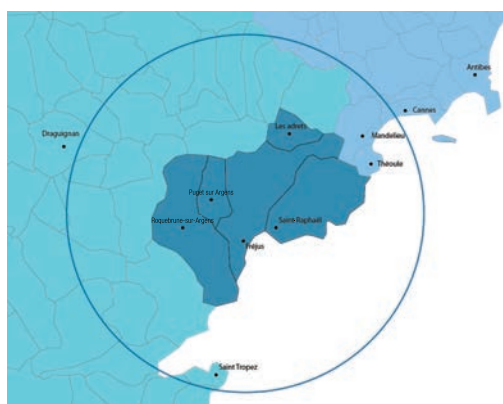 Antibes
Cannes
Draguignan
Les adrets
Mandelieu
Théoule
Puget sur Argens
Roquebrune-sur-Argens
Saint-Raphaël
Fréjus
Saint Tropez